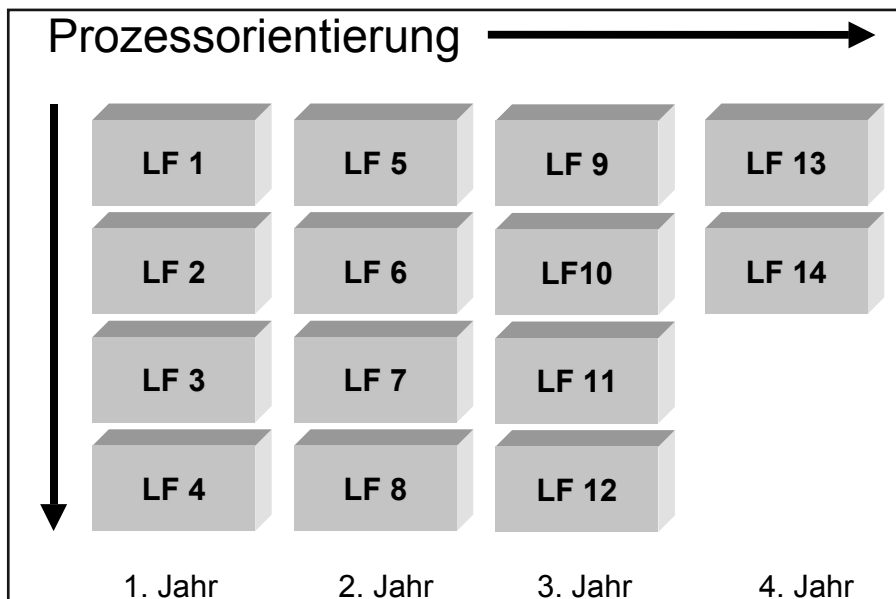 Prozessorientierung
LF 1 LF 5 LF 9 LF 13
LF 2 LF 6 LF10 LF 14
LF 3 LF 7 LF 11
LF 4 LF 8 LF 12
1. Jahr 2. Jahr 3. Jahr 4. Jahr